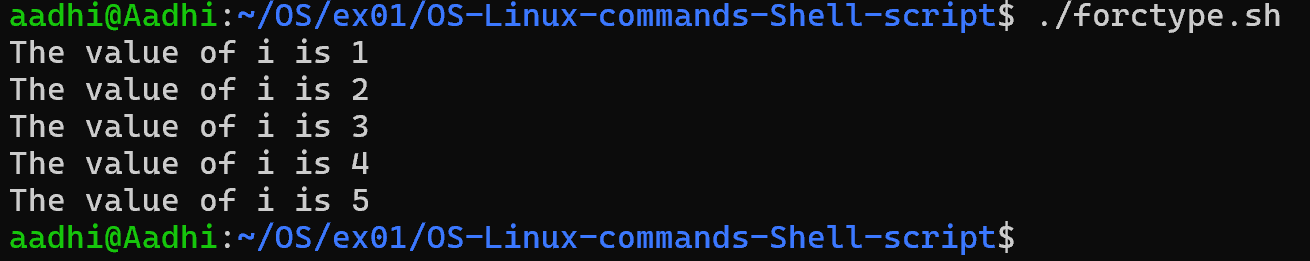 aadhi@Aadhi:~/OS/ex01/OS-Linux-commands-Shell-script$ ./forctype.sh
The value of i is 1
The value of i is 2
The value of i is 3
The value of i is 4
The value of i is 5
aadhi@Aadhi:~/OS/ex01/OS-Linux-commands-Shell-script$